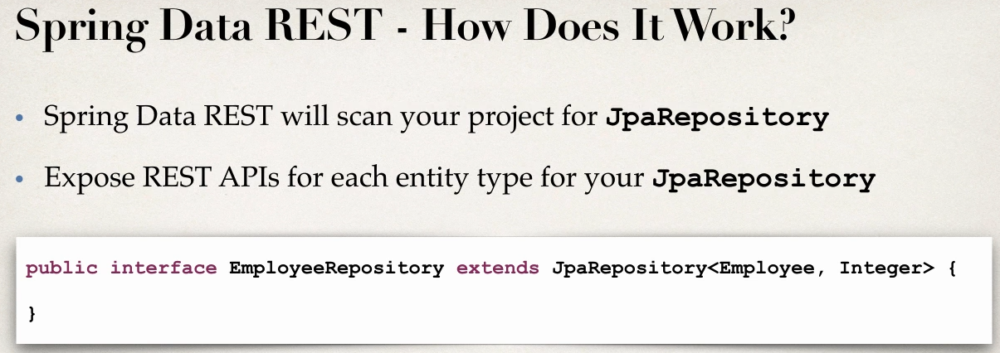 Spring Data REST - How Does It Work?
• Spring Data REST will scan your project for JpaRepository
• Expose REST APIs for each entity type for your JpaRepository
public interface EmployeeRepository extends JpaRepository<Employee, Integer> {
}